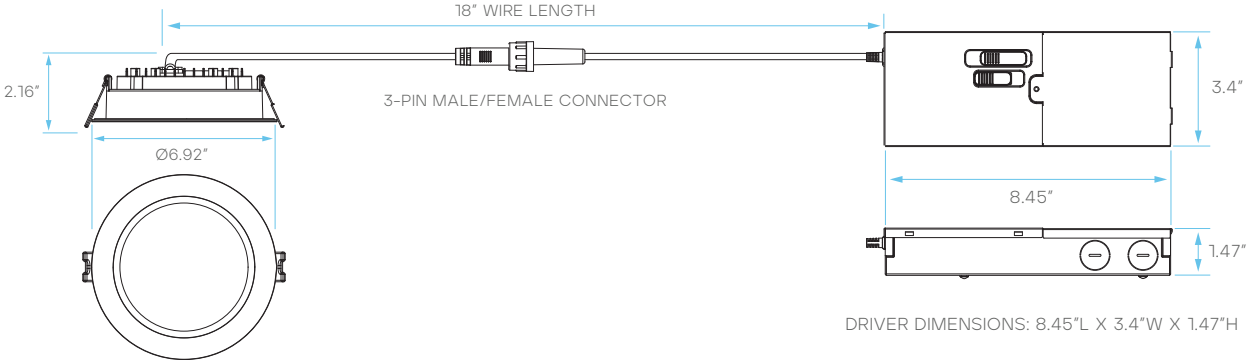 18" WIRE LENGTH
2.16"
3-PIN MALE/FEMALE CONNECTOR
3.4"
Ø6.92"
8.45"
1.47"
DRIVER DIMENSIONS: 8.45"L X 3.4"W X 1.47"H